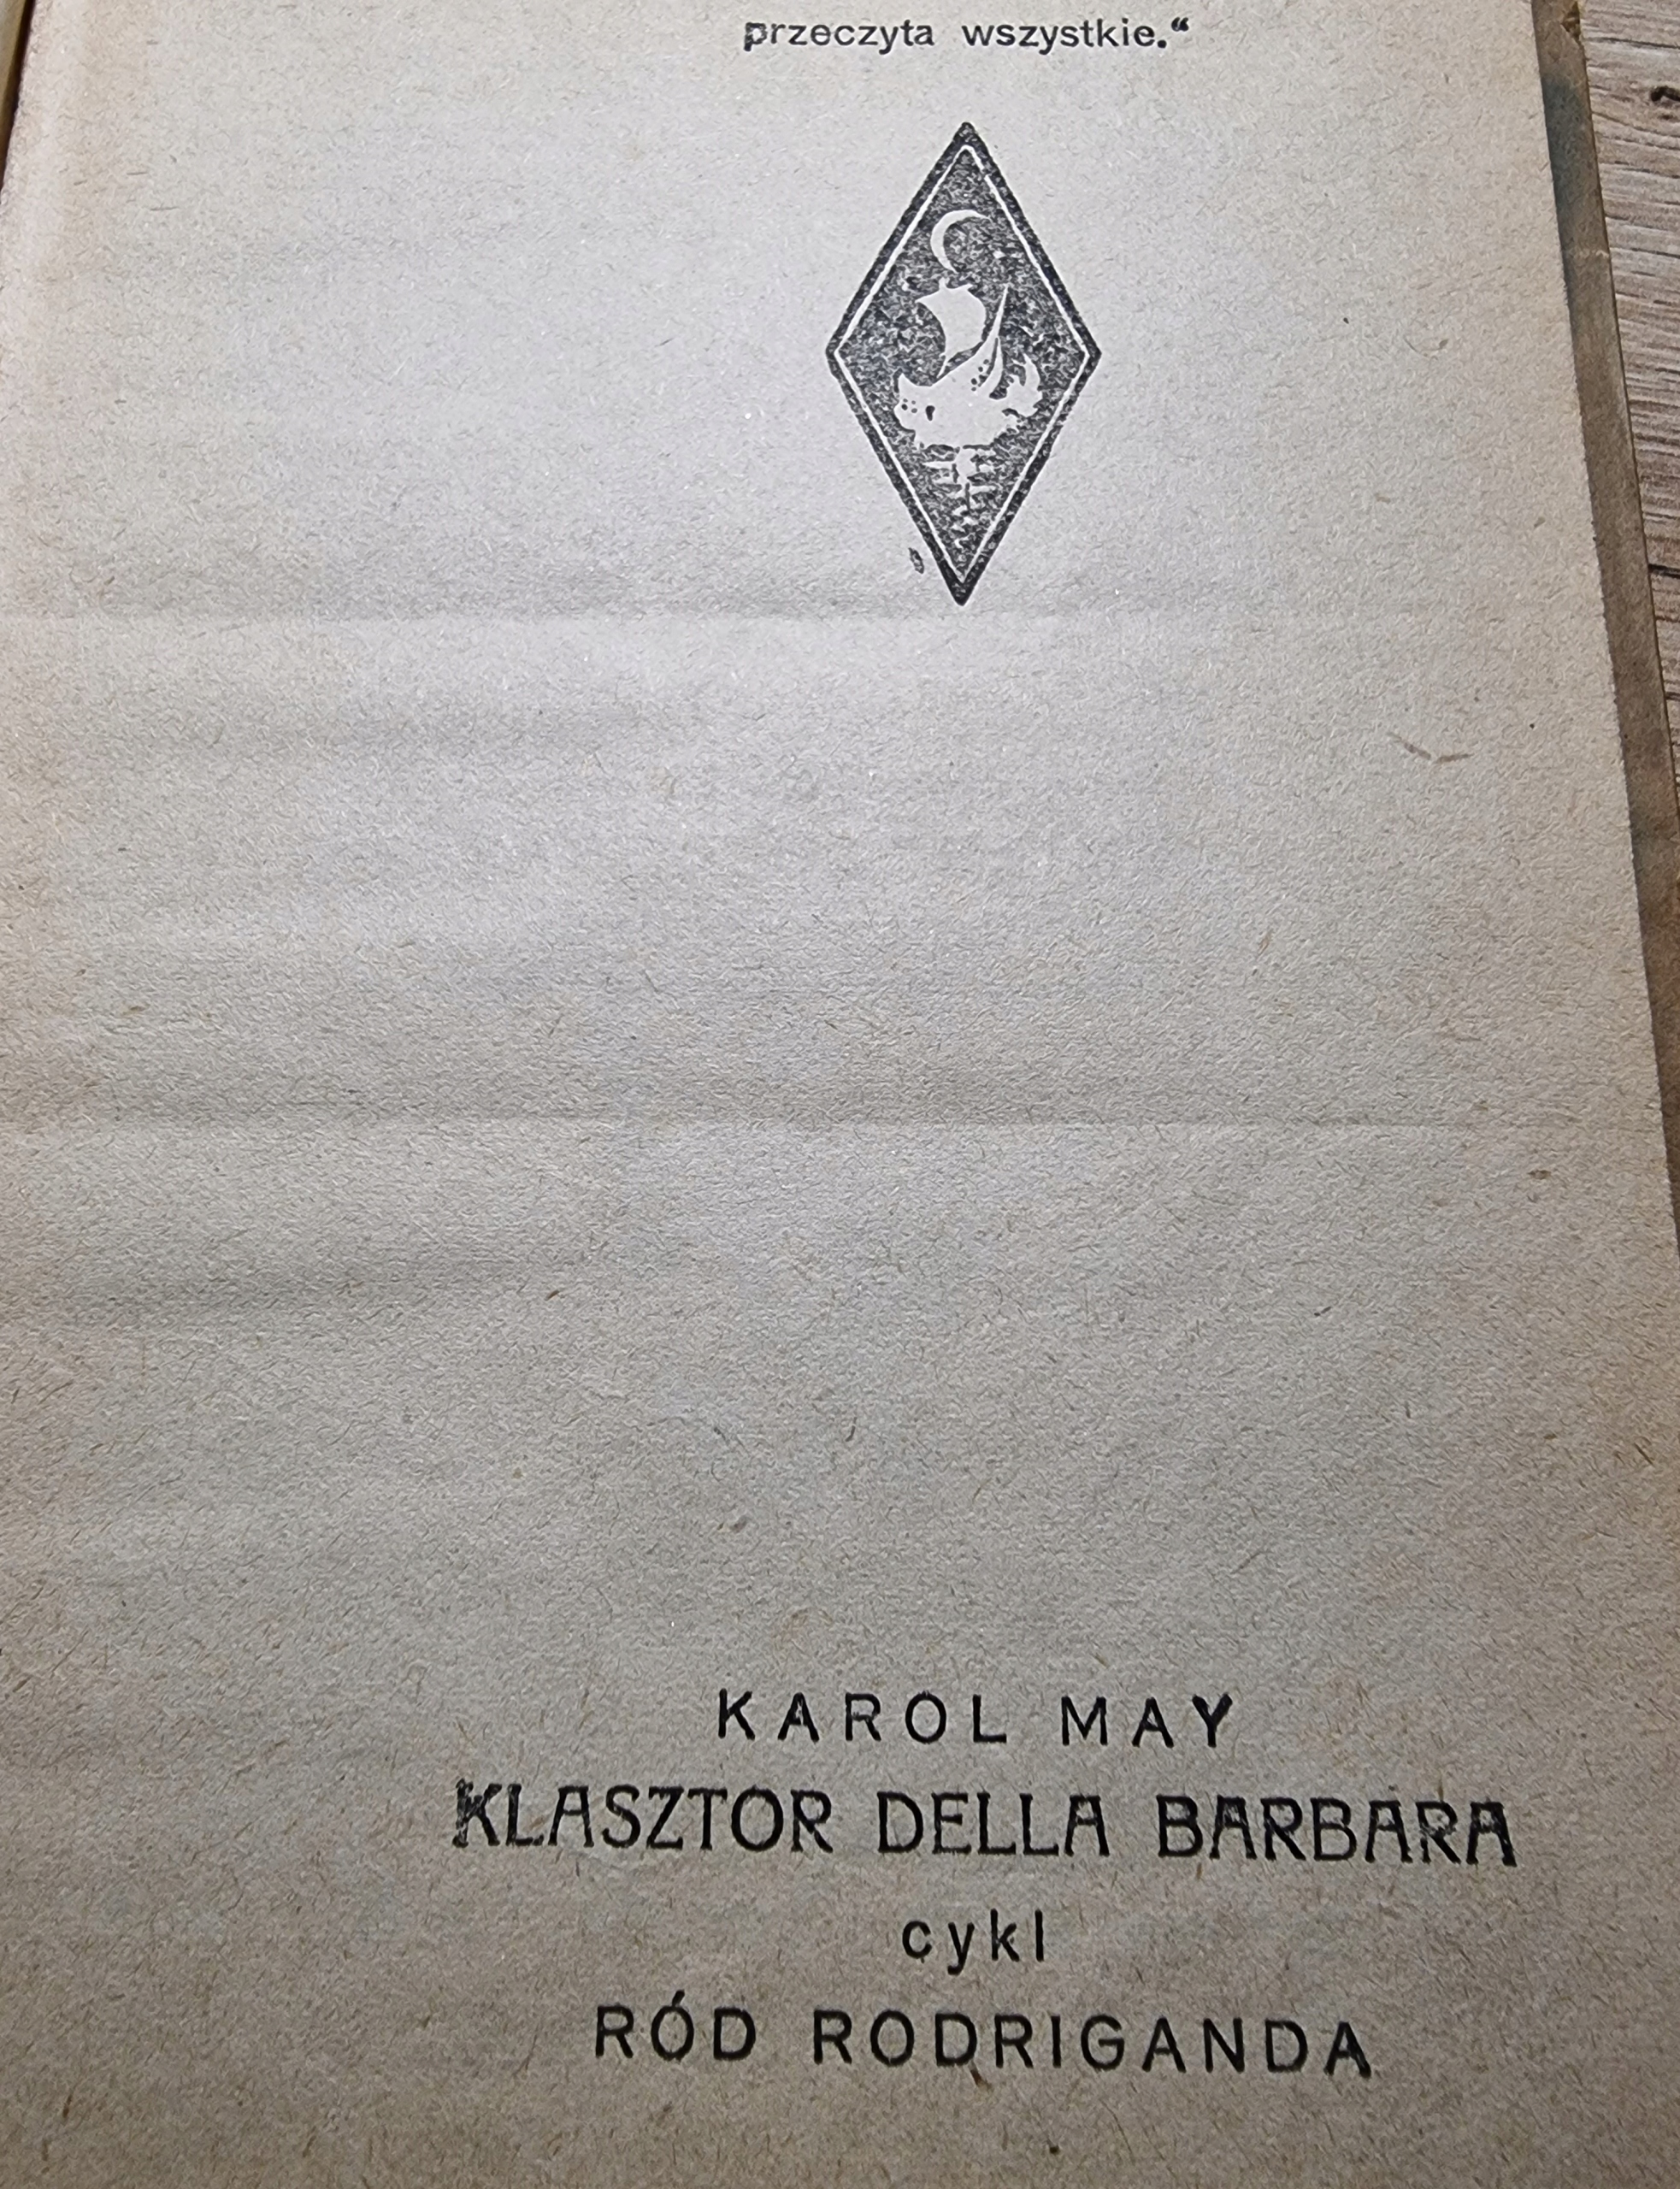 przeczyta wszystkie.“
KAROL MAY
KLASZTOR DELLA BARBARA
cykl
RÓD RODRIGANDA